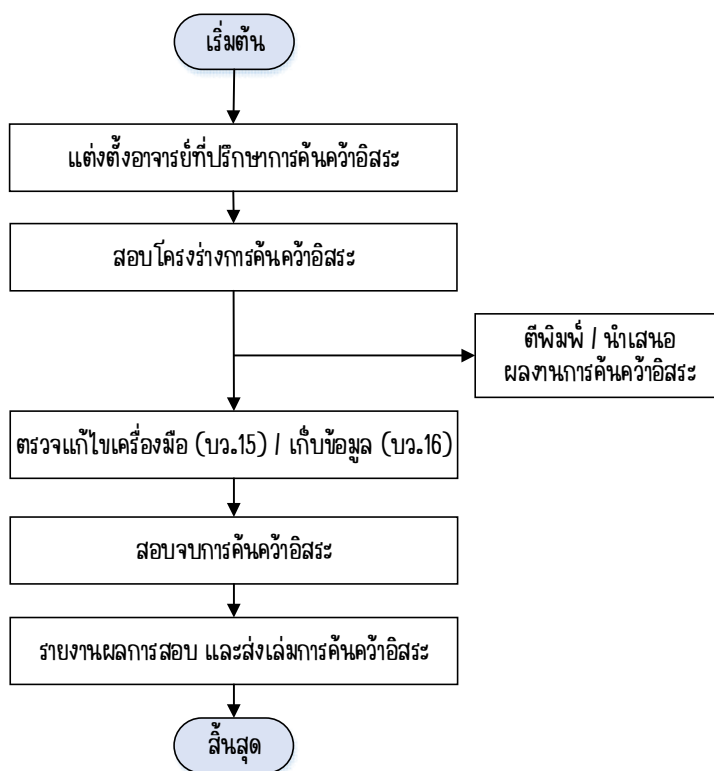 เริ่มต้น
แต่งตั้งอาจารย์ที่ปรึกษาการค้นคว้าอิสระ
สอบโครงร่างการค้นคว้าอิสระ
ตีพิมพ์ / นำเสนอ
ผลงานการค้นคว้าอิสระ
ตรวจแก้ไขเครื่องมือ (บว.15) / เก็บข้อมูล (บว.16)
สอบจบการค้นคว้าอิสระ
รายงานผลการสอบ และส่งเล่มการค้นคว้าอิสระ
สิ้นสุด